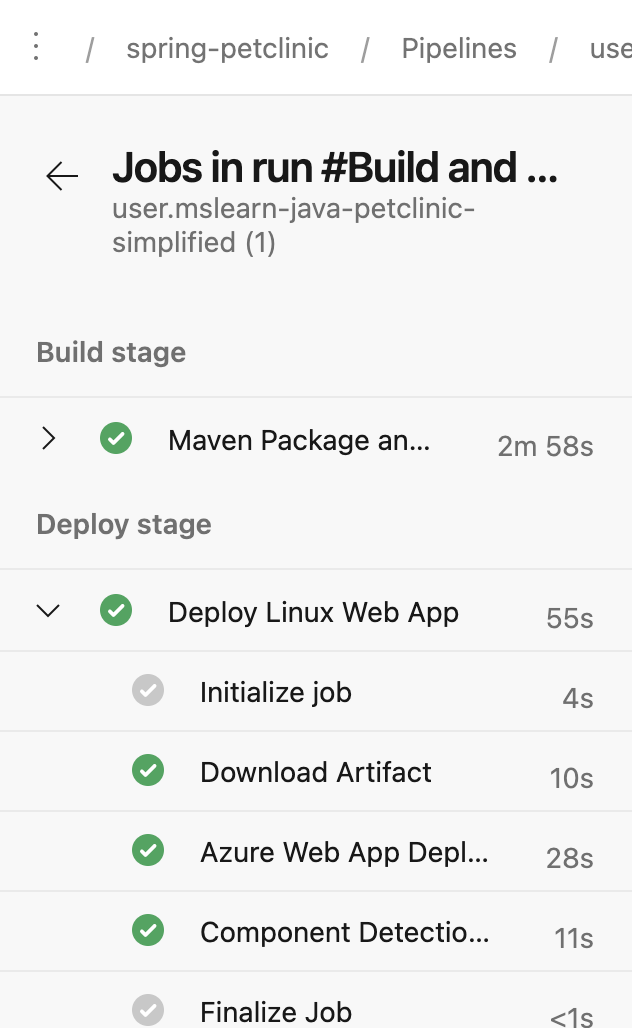 / spring-petclinic / Pipelines / use
Jobs in run #Build and ...
user.mslearn-java-petclinic-
simplified (1)
Build stage
Maven Package an... 2m 58s
Deploy stage
Deploy Linux Web App 55s
Initialize job 4s
Download Artifact 10s
Azure Web App Depl... 28s
Component Detectio... 11s
Finalize Job <1s